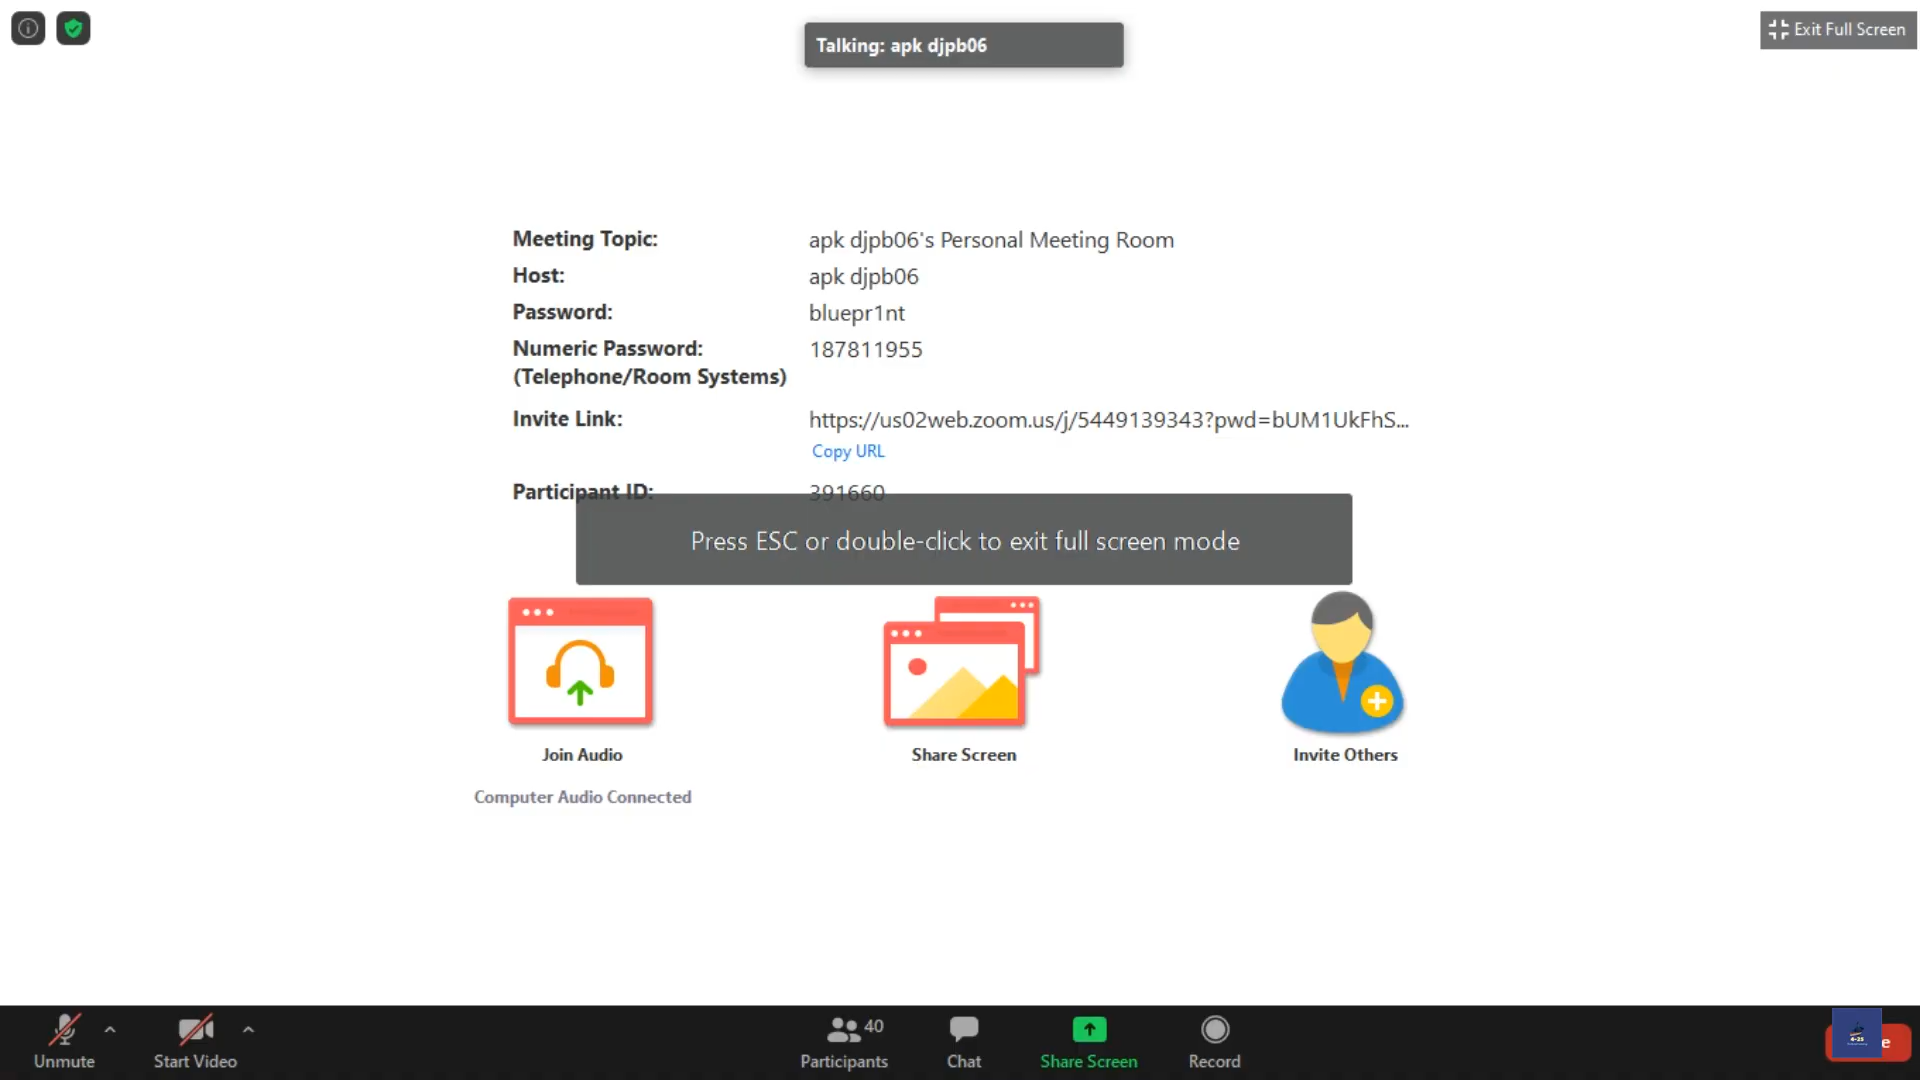 Talking: apk djpb06
Exit Full Screen
Meeting Topic: apk djpb06's Personal Meeting Room
Host: apk djpb06
Password: bluepr1nt
Numeric Password: 187811955
(Telephone/Room Systems)
Invite Link: https://us02web.zoom.us/j/5449139343?pwd=bUM1UkFhS...
Copy URL
Participant ID: 391660
Press ESC or double-click to exit full screen mode
Join Audio
Share Screen
Invite Others
Computer Audio Connected
40
Unmute
Start Video
Participants
Chat
Share Screen
Record
4-25
e